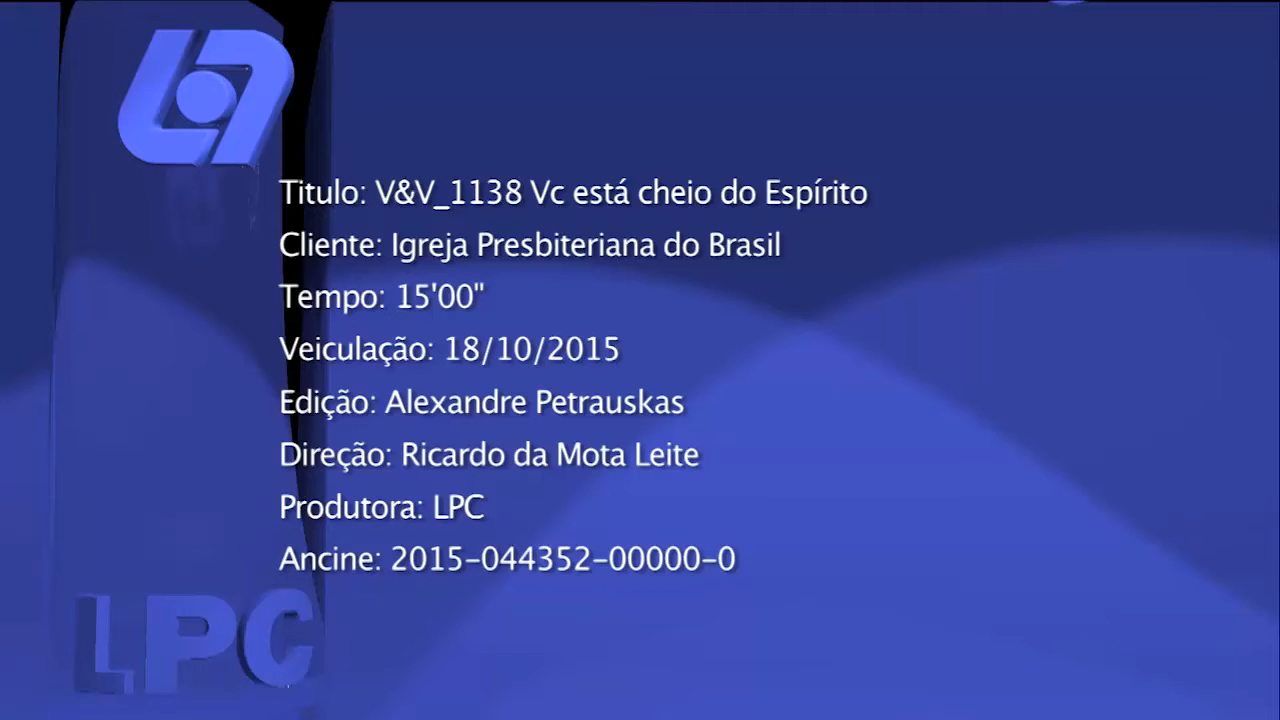 Titulo: V&V_1138 Vc está cheio do Espírito
Cliente: Igreja Presbiteriana do Brasil
Tempo: 15'00"
Veiculação: 18/10/2015
Edição: Alexandre Petrauskas
Direção: Ricardo da Mota Leite
Produtora: LPC
Ancine: 2015-044352-00000-0
LPC